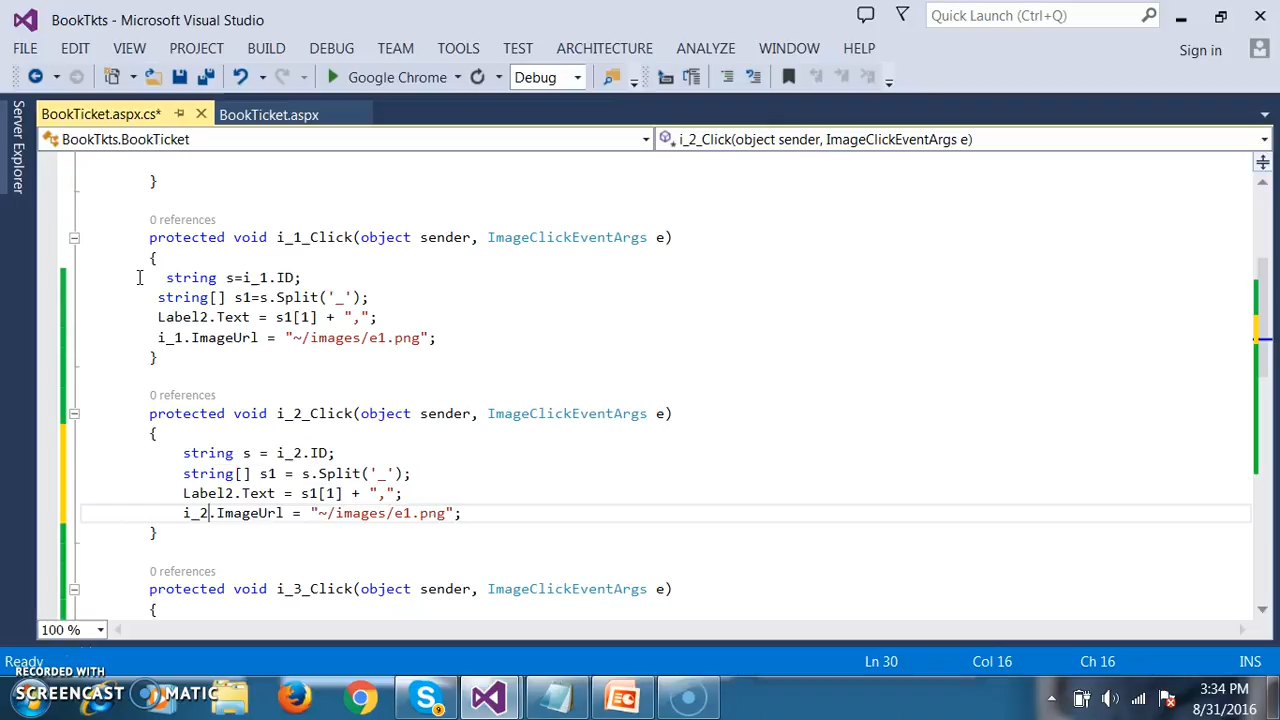 BookTkts - Microsoft Visual Studio
Quick Launch (Ctrl+Q)
FILE EDIT VIEW PROJECT BUILD DEBUG TEAM TOOLS TEST ARCHITECTURE ANALYZE WINDOW HELP
Sign in
Google Chrome
Debug
Server Explorer
BookTicket.aspx.cs*
BookTicket.aspx
BookTkts.BookTicket
i_2_Click(object sender, ImageClickEventArgs e)
}
0 references
protected void i_1_Click(object sender, ImageClickEventArgs e)
{
string s=i_1.ID;
string[] s1=s.Split('_');
Label2.Text = s1[1] + ",";
i_1.ImageUrl = "~/images/e1.png";
}
0 references
protected void i_2_Click(object sender, ImageClickEventArgs e)
{
string s = i_2.ID;
string[] s1 = s.Split('_');
Label2.Text = s1[1] + ",";
i_2.ImageUrl = "~/images/e1.png";
}
0 references
protected void i_3_Click(object sender, ImageClickEventArgs e)
{
100 %
Ready
Ln 30
Col 16
Ch 16
INS
RECORDED WITH
SCREENCAST MATIC
9
3:34 PM
8/31/2016